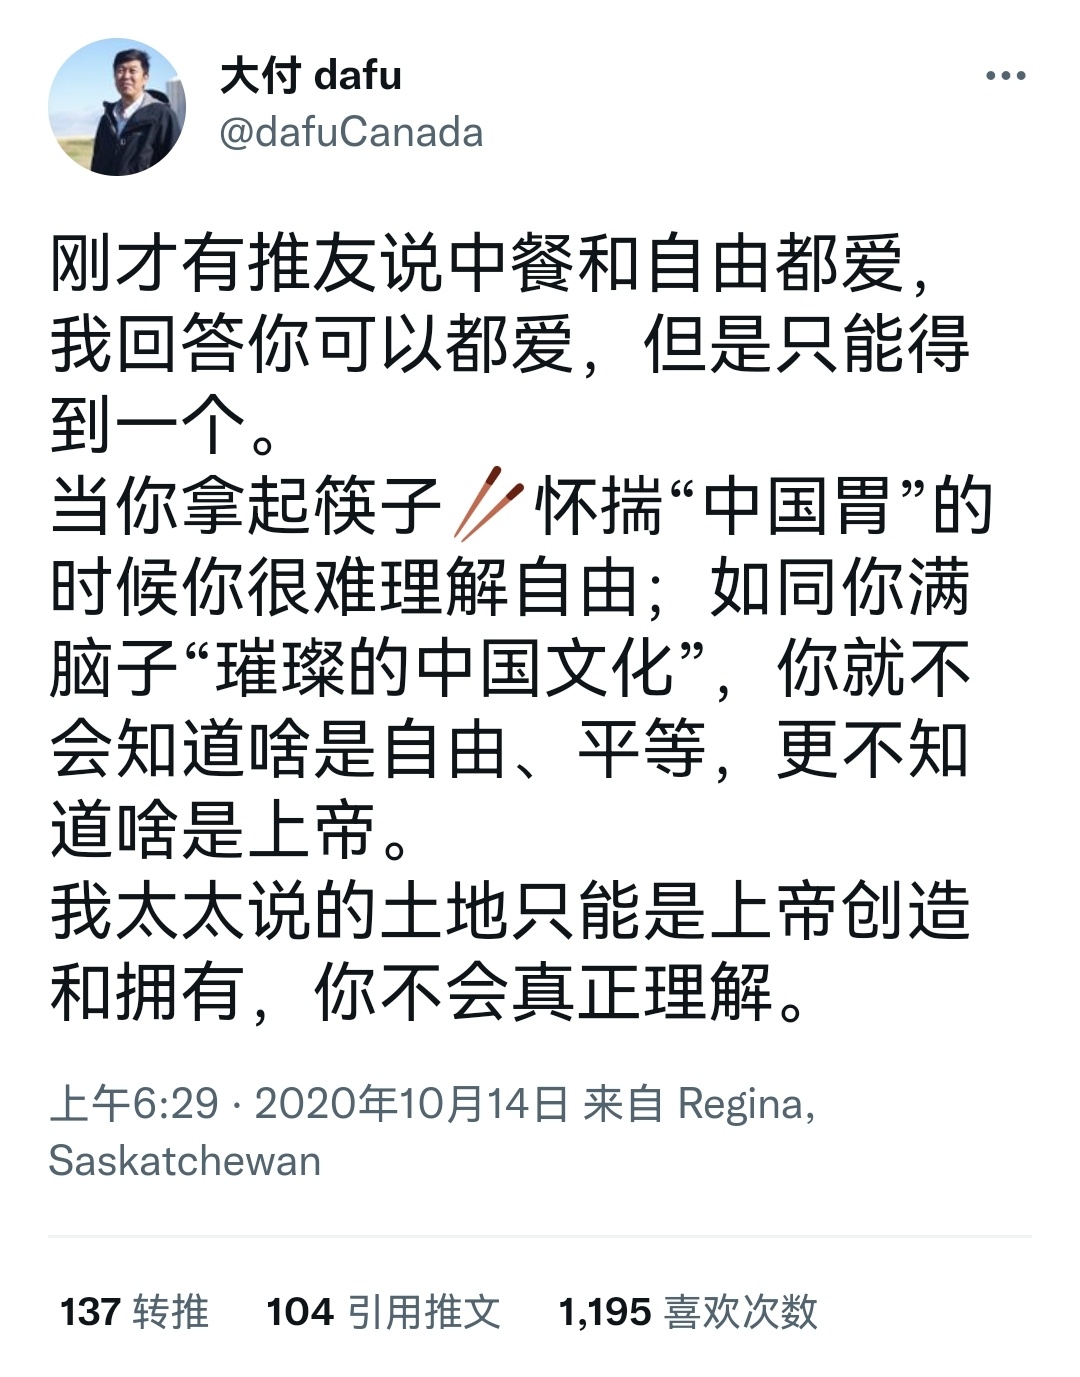 大付 dafu
@dafuCanada
刚才有推友说中餐和自由都爱，
我回答你可以都爱，但是只能得
到一个。
当你拿起筷子🥢怀揣“中国胃”的
时候你很难理解自由；如同你满
脑子“璀璨的中国文化”，你就不
会知道啥是自由、平等，更不知
道啥是上帝。
我太太说的土地只能是上帝创造
和拥有，你不会真正理解。
上午6:29 · 2020年10月14日 来自 Regina,
Saskatchewan
137 转推 104 引用推文 1,195 喜欢次数